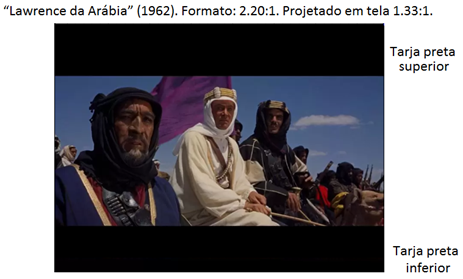 “Lawrence da Arábia” (1962). Formato: 2.20:1. Projetado em tela 1.33:1.
Tarja preta
superior
Tarja preta
inferior